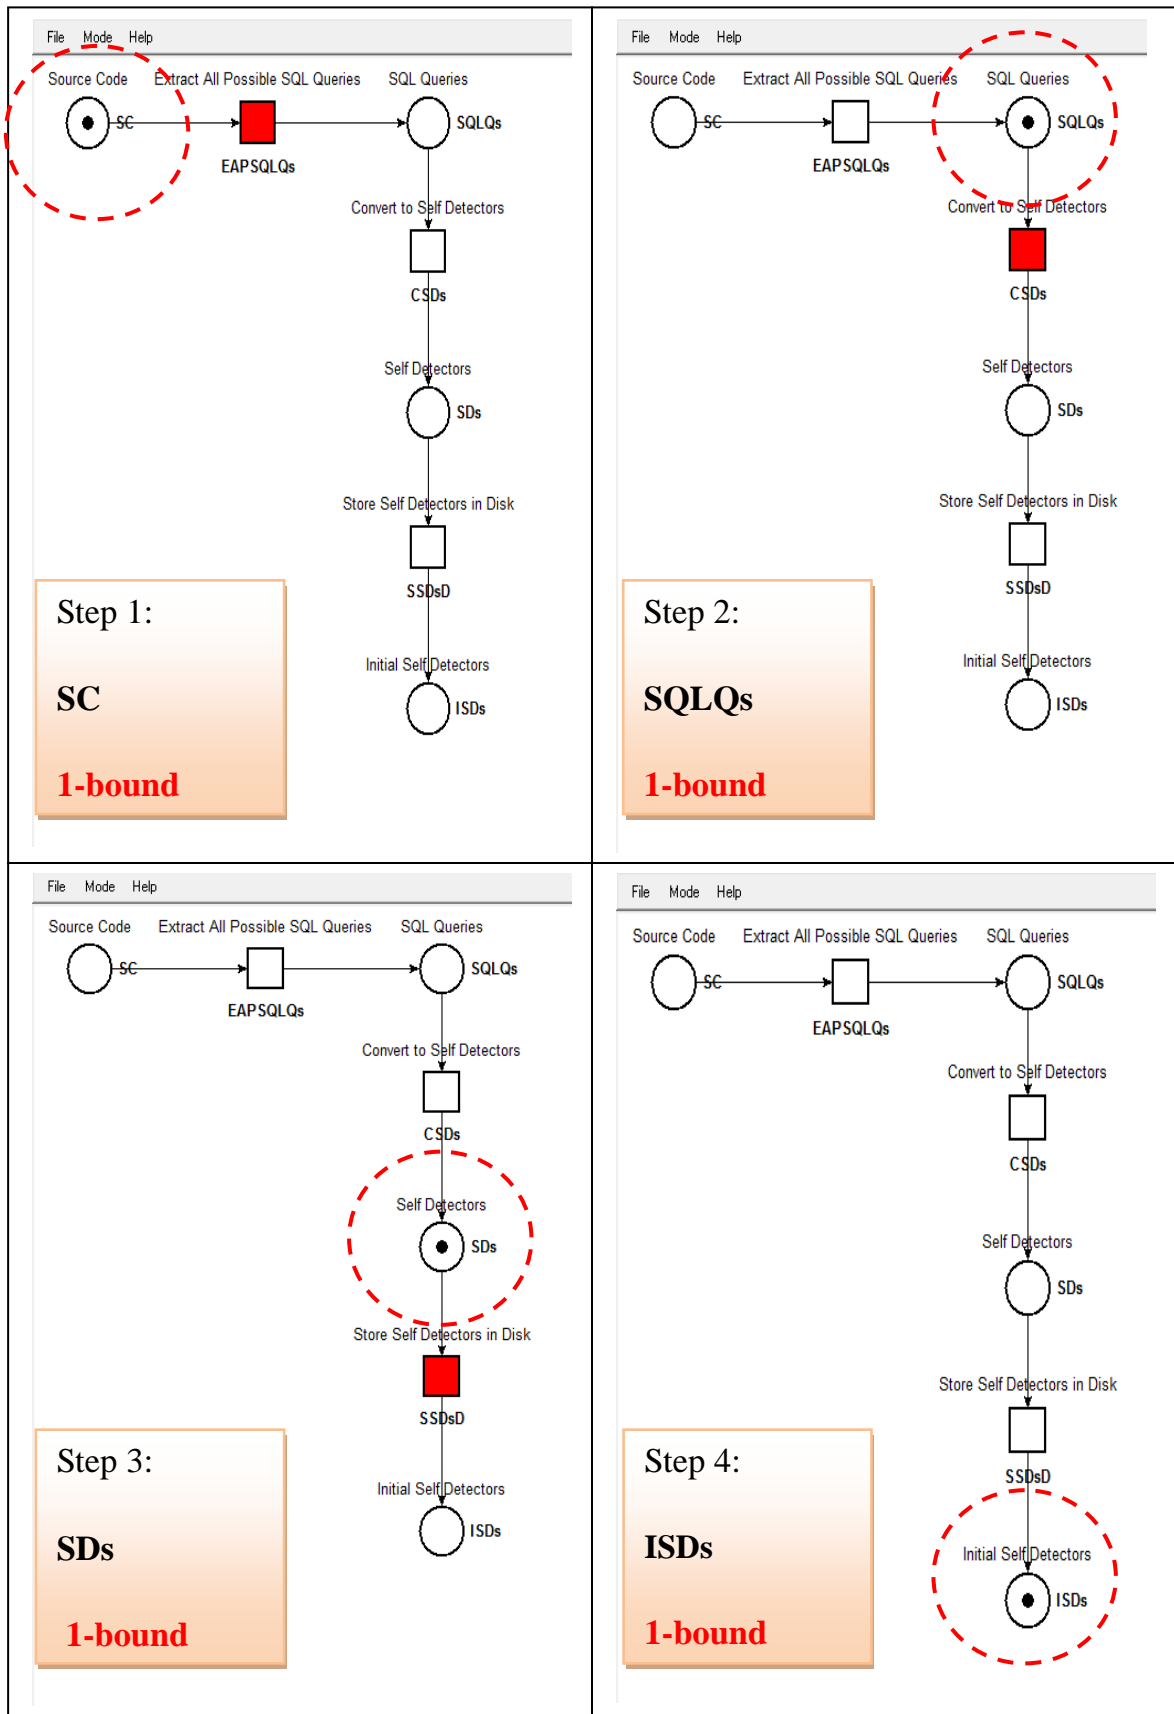 File Mode Help
Source Code Extract All Possible SQL Queries SQL Queries
SC SQLQs
EAPSQLQs
Convert to Self Detectors
CSDs
Self Detectors
SDs
Store Self Detectors in Disk
SSDsD
Initial Self Detectors
ISDs
Step 1:
SC
1-bound
File Mode Help
Source Code Extract All Possible SQL Queries SQL Queries
SC SQLQs
EAPSQLQs
Convert to Self Detectors
CSDs
Self Detectors
SDs
Store Self Detectors in Disk
SSDsD
Initial Self Detectors
ISDs
Step 2:
SQLQs
1-bound
File Mode Help
Source Code Extract All Possible SQL Queries SQL Queries
SC SQLQs
EAPSQLQs
Convert to Self Detectors
CSDs
Self Detectors
SDs
Store Self Detectors in Disk
SSDsD
Initial Self Detectors
ISDs
Step 3:
SDs
1-bound
File Mode Help
Source Code Extract All Possible SQL Queries SQL Queries
SC SQLQs
EAPSQLQs
Convert to Self Detectors
CSDs
Self Detectors
SDs
Store Self Detectors in Disk
SSDsD
Initial Self Detectors
ISDs
Step 4:
ISDs
1-bound